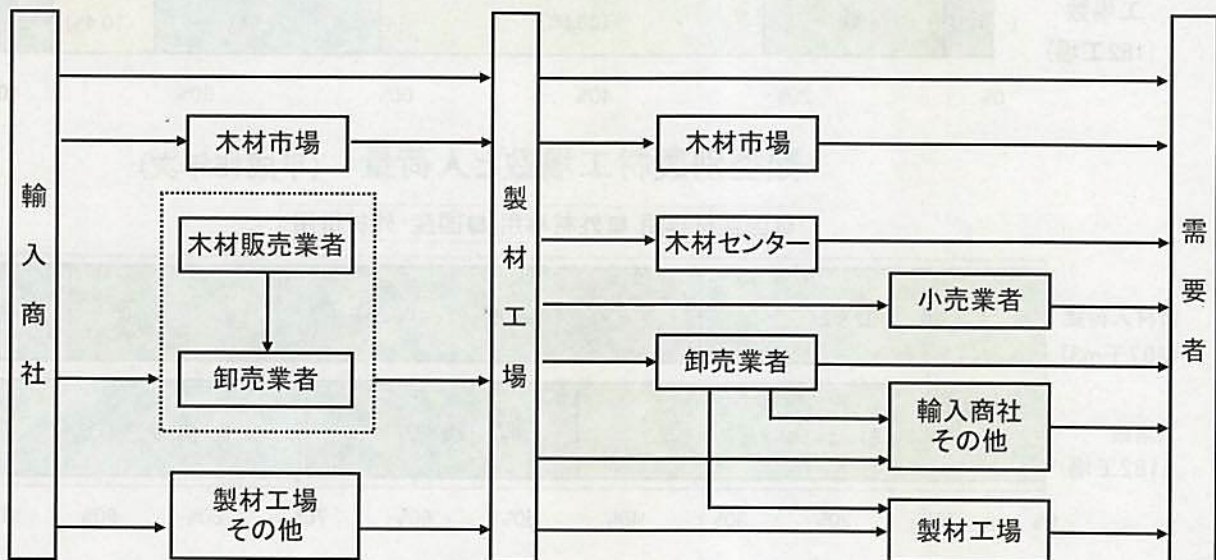 輸入商社
木材市場
木材販売業者
卸売業者
製材工場
その他
製材工場
木材市場
木材センター
小売業者
卸売業者
輸入商社
その他
製材工場
需要者